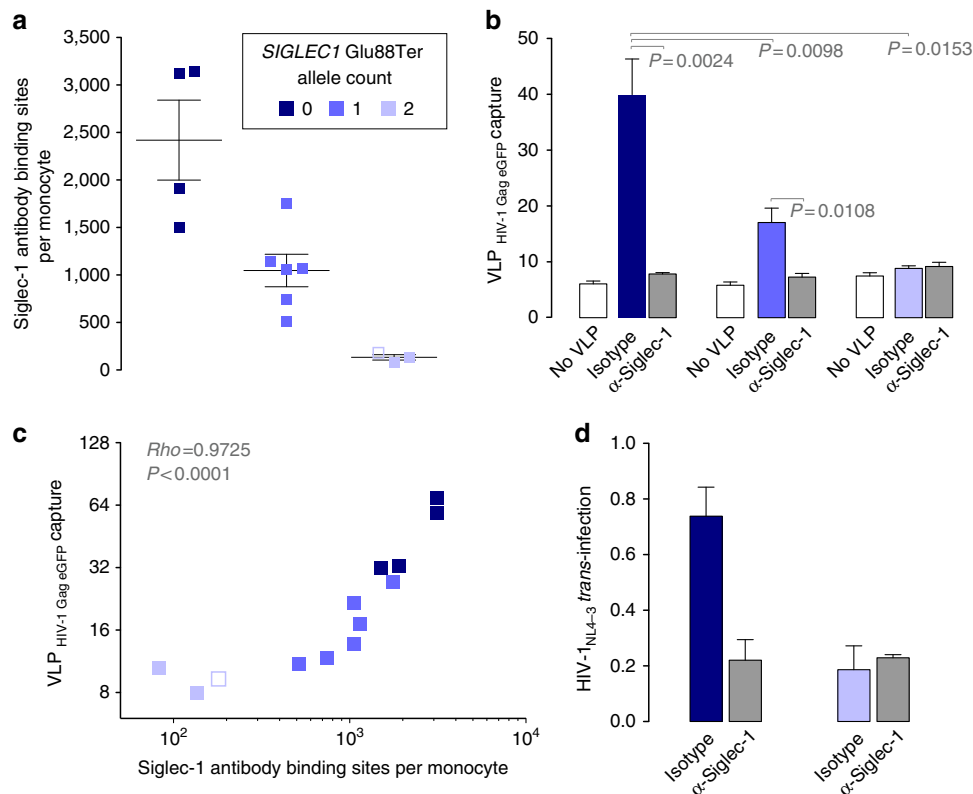 a
3,500
3,000
2,500
2,000
1,500
1,000
500
0
Siglec-1 antibody binding sites
per monocyte
SIGLEC1 Glu88Ter
allele count
0 1 2
b
50
40
30
20
10
0
VLP HIV-1 Gag eGFP capture
P=0.0024
P=0.0098
P=0.0153
P=0.0108
No VLP
Isotype
α-Siglec-1
No VLP
Isotype
α-Siglec-1
No VLP
Isotype
α-Siglec-1
c
128
64
32
16
8
VLP HIV-1 Gag eGFP capture
Rho=0.9725
P<0.0001
10² 10³ 10⁴
Siglec-1 antibody binding sites per monocyte
d
1.0
0.8
0.6
0.4
0.2
0.0
HIV-1NL4–3 trans-infection
Isotype
α-Siglec-1
Isotype
α-Siglec-1